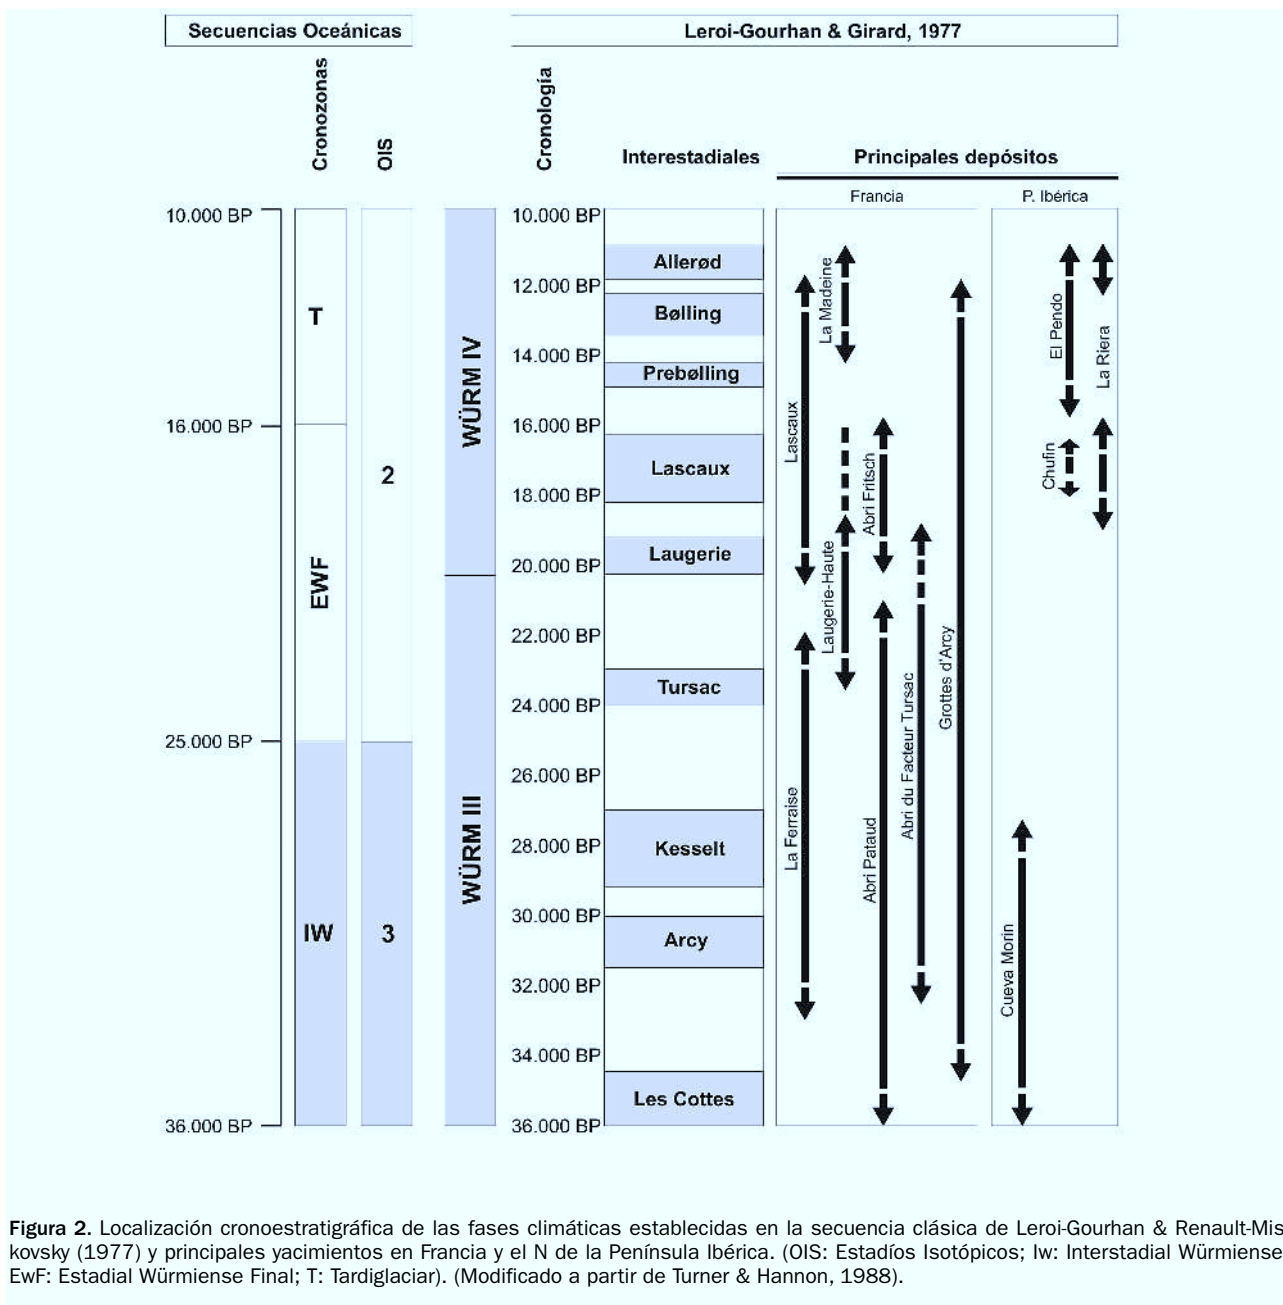 Secuencias Oceánicas
Leroi-Gourhan & Girard, 1977
Cronozonas
OIS
Cronología
Interestadiales
Principales depósitos
Francia
P. Ibérica
10.000 BP
16.000 BP
25.000 BP
36.000 BP
T
EWF
IW
2
3
WÜRM IV
WÜRM III
10.000 BP
12.000 BP
14.000 BP
16.000 BP
18.000 BP
20.000 BP
22.000 BP
24.000 BP
26.000 BP
28.000 BP
30.000 BP
32.000 BP
34.000 BP
36.000 BP
Allerød
Bølling
Prebølling
Lascaux
Laugerie
Tursac
Kesselt
Arcy
Les Cottes
Lascaux
La Ferraise
La Madeine
Laugerie-Haute
Abri Fritsch
Abri Pataud
Abri du Facteur Tursac
Grottes d'Arcy
Cueva Morin
El Pendo
Chufin
La Riera
Figura 2. Localización cronoestratigráfica de las fases climáticas establecidas en la secuencia clásica de Leroi-Gourhan & Renault-Mis
kovsky (1977) y principales yacimientos en Francia y el N de la Península Ibérica. (OIS: Estadíos Isotópicos; Iw: Interstadial Würmiense
EwF: Estadial Würmiense Final; T: Tardiglaciar). (Modificado a partir de Turner & Hannon, 1988).